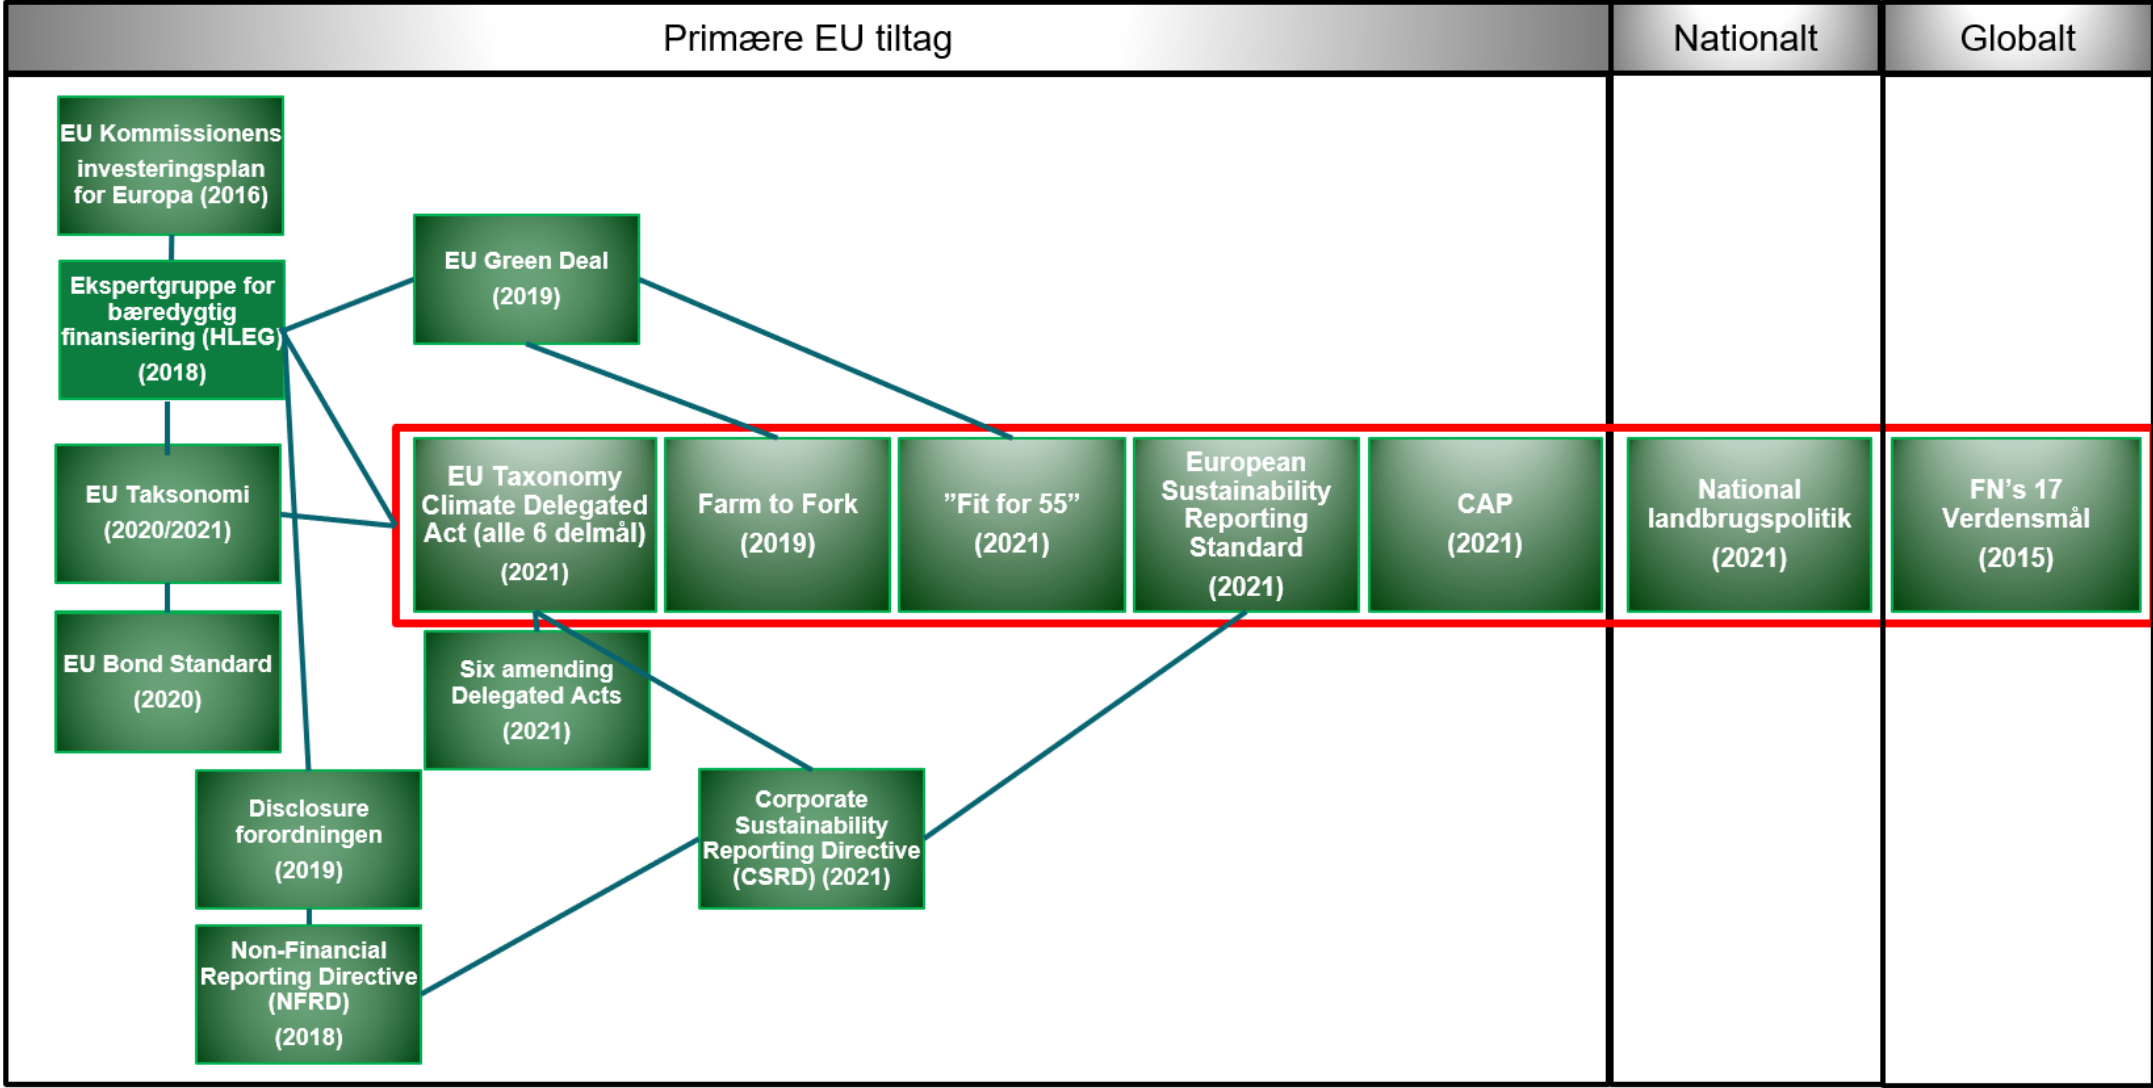 Primære EU tiltag
Nationalt
Globalt
EU Kommissionens
investeringsplan
for Europa (2016)
Ekspertgruppe for
bæredygtig
finansiering (HLEG)
(2018)
EU Taksonomi
(2020/2021)
EU Bond Standard
(2020)
Disclosure
forordningen
(2019)
Non-Financial
Reporting Directive
(NFRD)
(2018)
EU Green Deal
(2019)
EU Taxonomy
Climate Delegated
Act (alle 6 delmål)
(2021)
Farm to Fork
(2019)
”Fit for 55”
(2021)
European
Sustainability
Reporting
Standard
(2021)
CAP
(2021)
National
landbrugspolitik
(2021)
FN’s 17
Verdensmål
(2015)
Six amending
Delegated Acts
(2021)
Corporate
Sustainability
Reporting Directive
(CSRD) (2021)